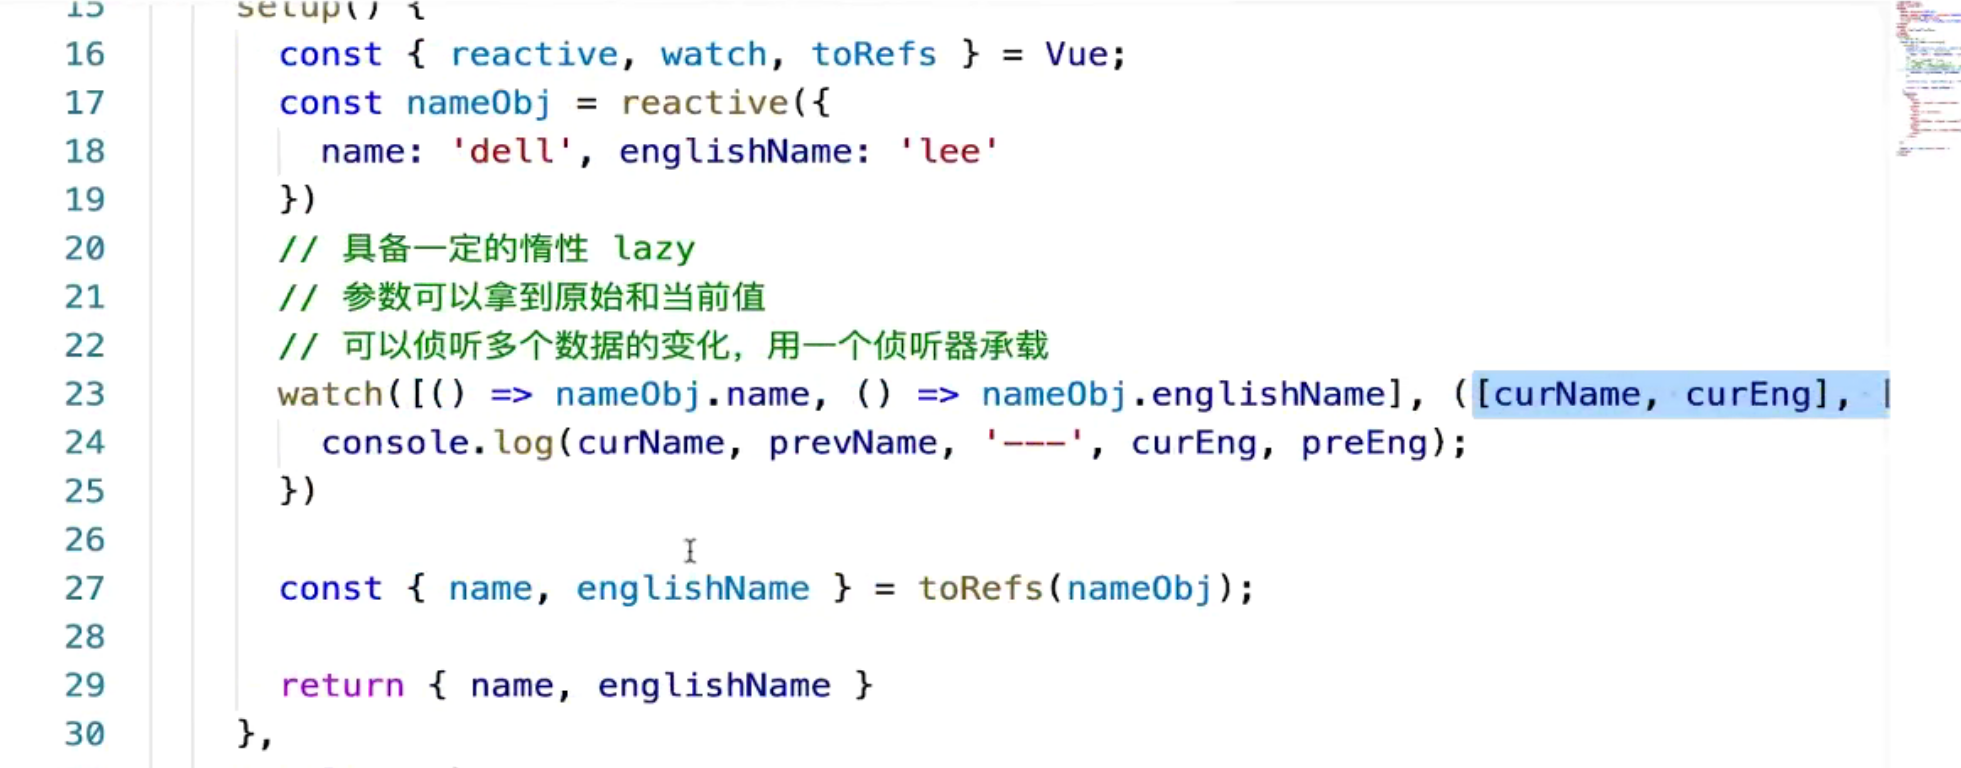 15 setup() {
16 const { reactive, watch, toRefs } = Vue;
17 const nameObj = reactive({
18 name: 'dell', englishName: 'lee'
19 })
20 // 具备一定的惰性 lazy
21 // 参数可以拿到原始和当前值
22 // 可以侦听多个数据的变化，用一个侦听器承载
23 watch([() => nameObj.name, () => nameObj.englishName], ([curName, curEng], [
24 console.log(curName, prevName, '---', curEng, preEng);
25 })
26
27 const { name, englishName } = toRefs(nameObj);
28
29 return { name, englishName }
30 },